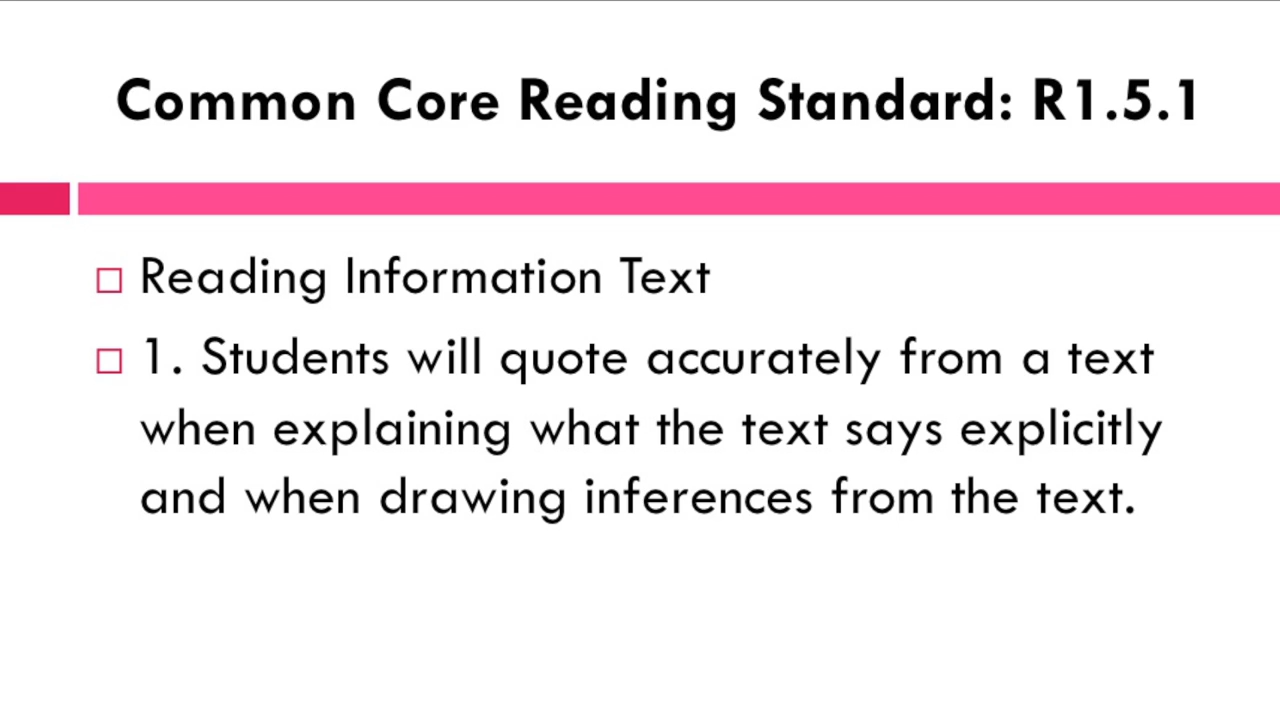 Common Core Reading Standard: R1.5.1
Reading Information Text
1. Students will quote accurately from a text
when explaining what the text says explicitly
and when drawing inferences from the text.